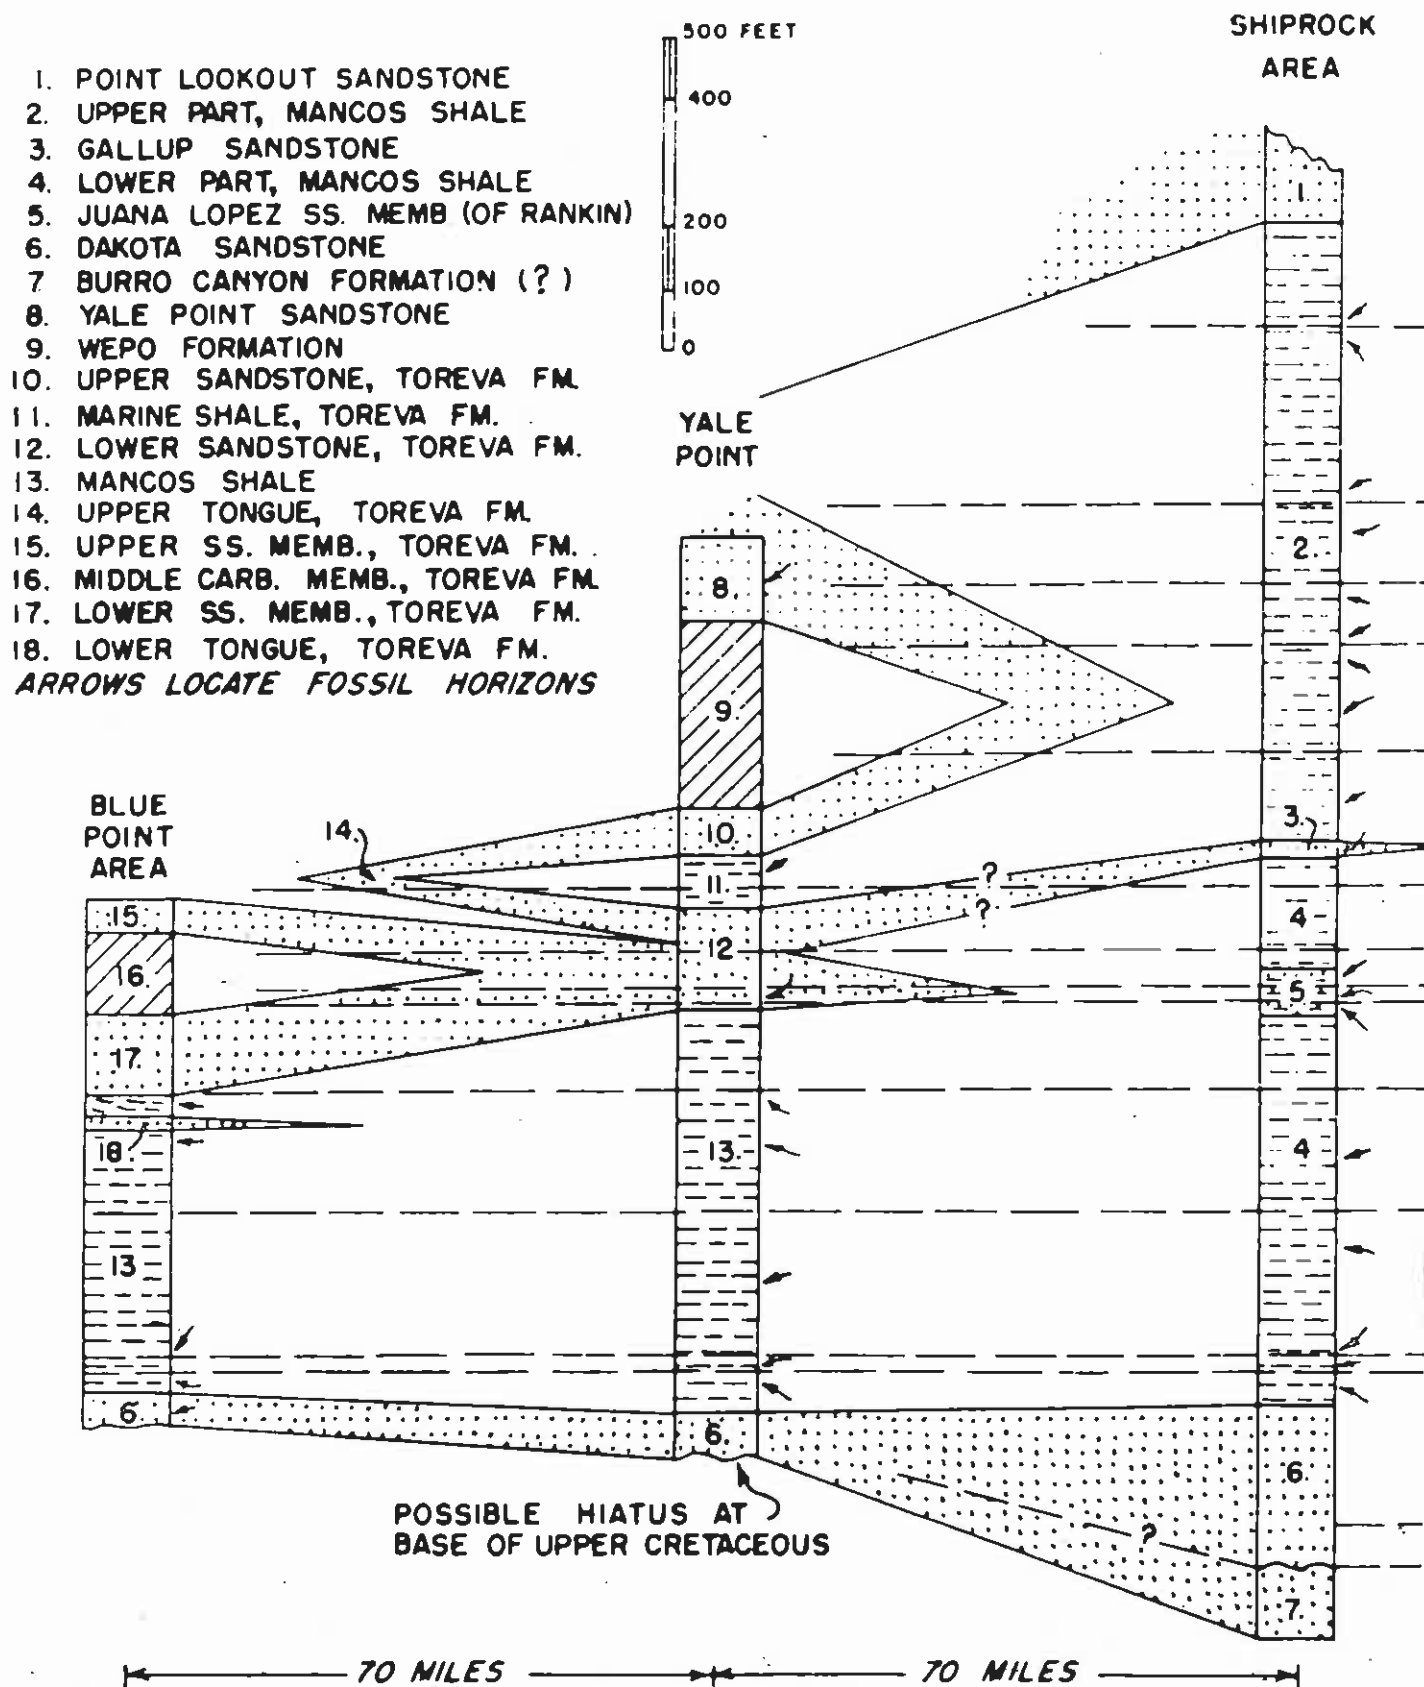 1. POINT LOOKOUT SANDSTONE
2. UPPER PART, MANCOS SHALE
3. GALLUP SANDSTONE
4. LOWER PART, MANCOS SHALE
5. JUANA LOPEZ SS. MEMB (OF RANKIN)
6. DAKOTA SANDSTONE
7 BURRO CANYON FORMATION (?)
8. YALE POINT SANDSTONE
9. WEPO FORMATION
10. UPPER SANDSTONE, TOREVA FM.
11. MARINE SHALE, TOREVA FM.
12. LOWER SANDSTONE, TOREVA FM.
13. MANCOS SHALE
14. UPPER TONGUE, TOREVA FM.
15. UPPER SS. MEMB., TOREVA FM.
16. MIDDLE CARB. MEMB., TOREVA FM.
17. LOWER SS. MEMB., TOREVA FM.
18. LOWER TONGUE, TOREVA FM.
ARROWS LOCATE FOSSIL HORIZONS
500 FEET
400
200
100
0
SHIPROCK
AREA
1.
2.
3.
4
5.
4
6.
7.
?
YALE
POINT
8.
9.
10.
11.
12
13.
6.
?
?
BLUE
POINT
AREA
14.
15.
16.
17.
18.
13
6.
POSSIBLE HIATUS AT
BASE OF UPPER CRETACEOUS
70 MILES
70 MILES